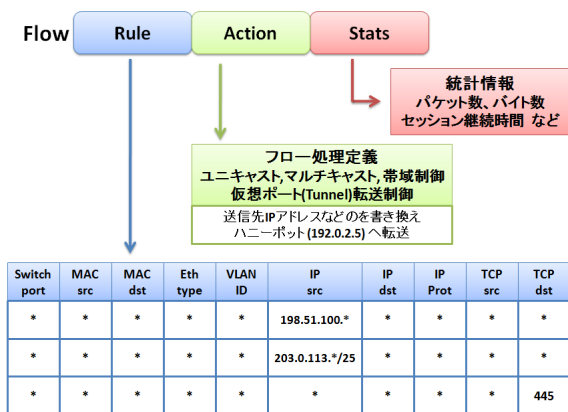 Flow Rule Action Stats
統計情報
パケット数、バイト数
セッション継続時間 など
フロー処理定義
ユニキャスト,マルチキャスト,帯域制御
仮想ポート(Tunnel)転送制御
送信先IPアドレスなどのを書き換え
ハニーポット(192.0.2.5)へ転送
Switch port MAC src MAC dst Eth type VLAN ID IP src IP dst IP Prot TCP src TCP dst
* * * * * 198.51.100.* * * * *
* * * * * 203.0.113.*/25 * * * *
* * * * * * * * * 445